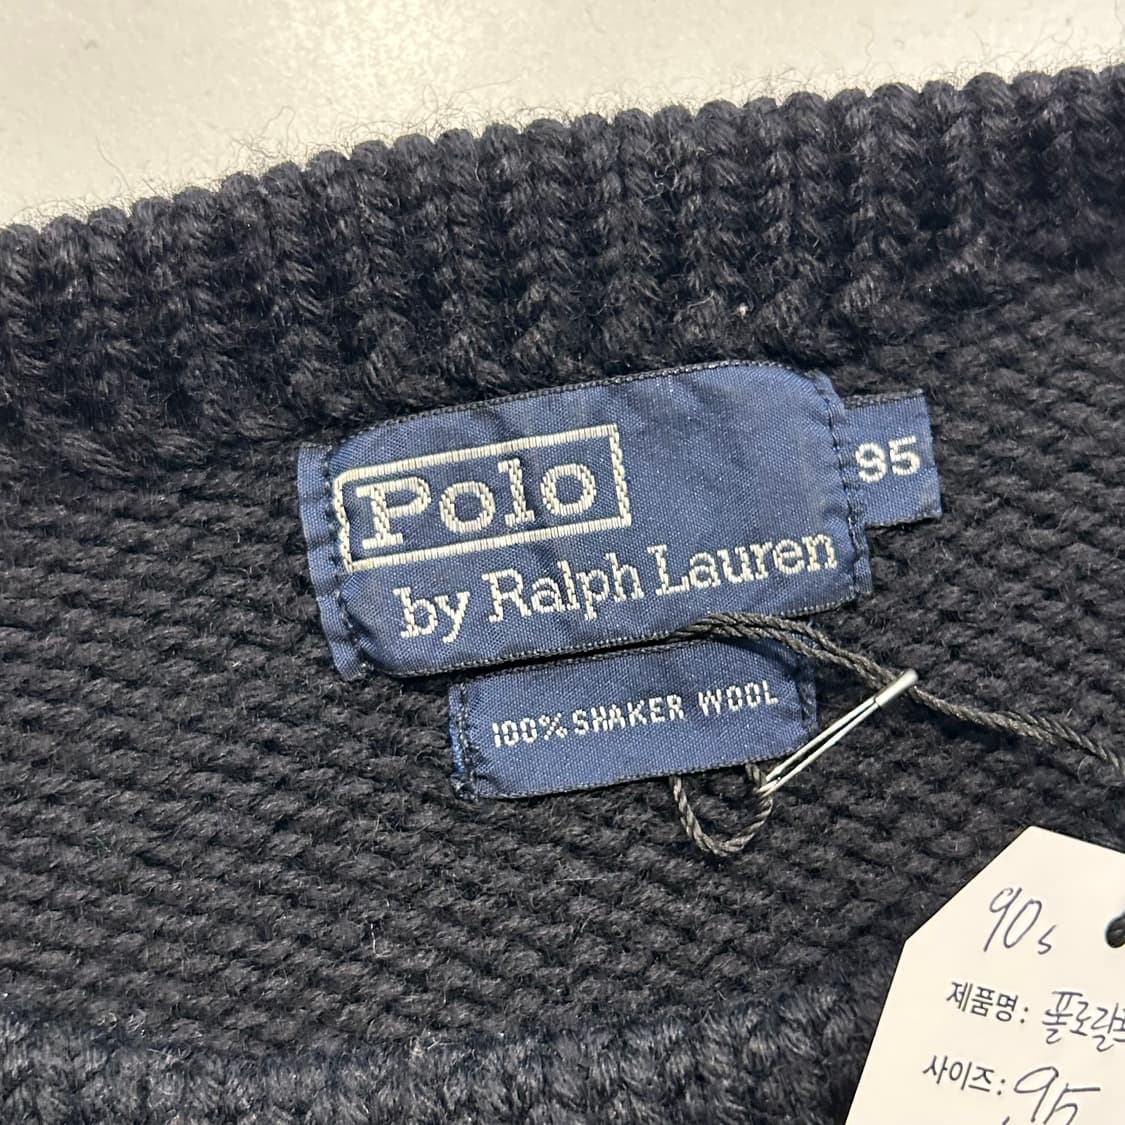 Polo
by Ralph Lauren
95
100% SHAKER WOOL
90s
제품명: 폴로랄
사이즈: 95